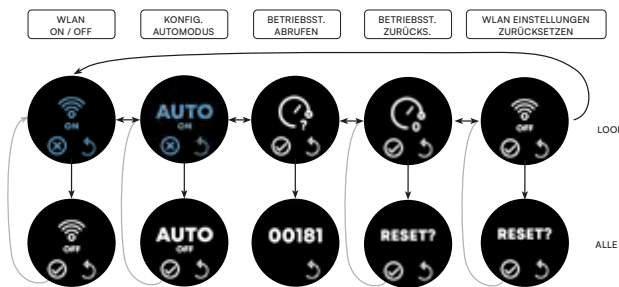 WLAN
ON / OFF
KONFIG.
AUTOMODUS
BETRIEBSST.
ABRUFEN
BETRIEBSST.
ZURÜCKS.
WLAN EINSTELLUNGEN
ZURÜCKSETZEN
ON
AUTO
ON
?
0
OFF
OFF
AUTO
OFF
00181
RESET?
RESET?
ALLE